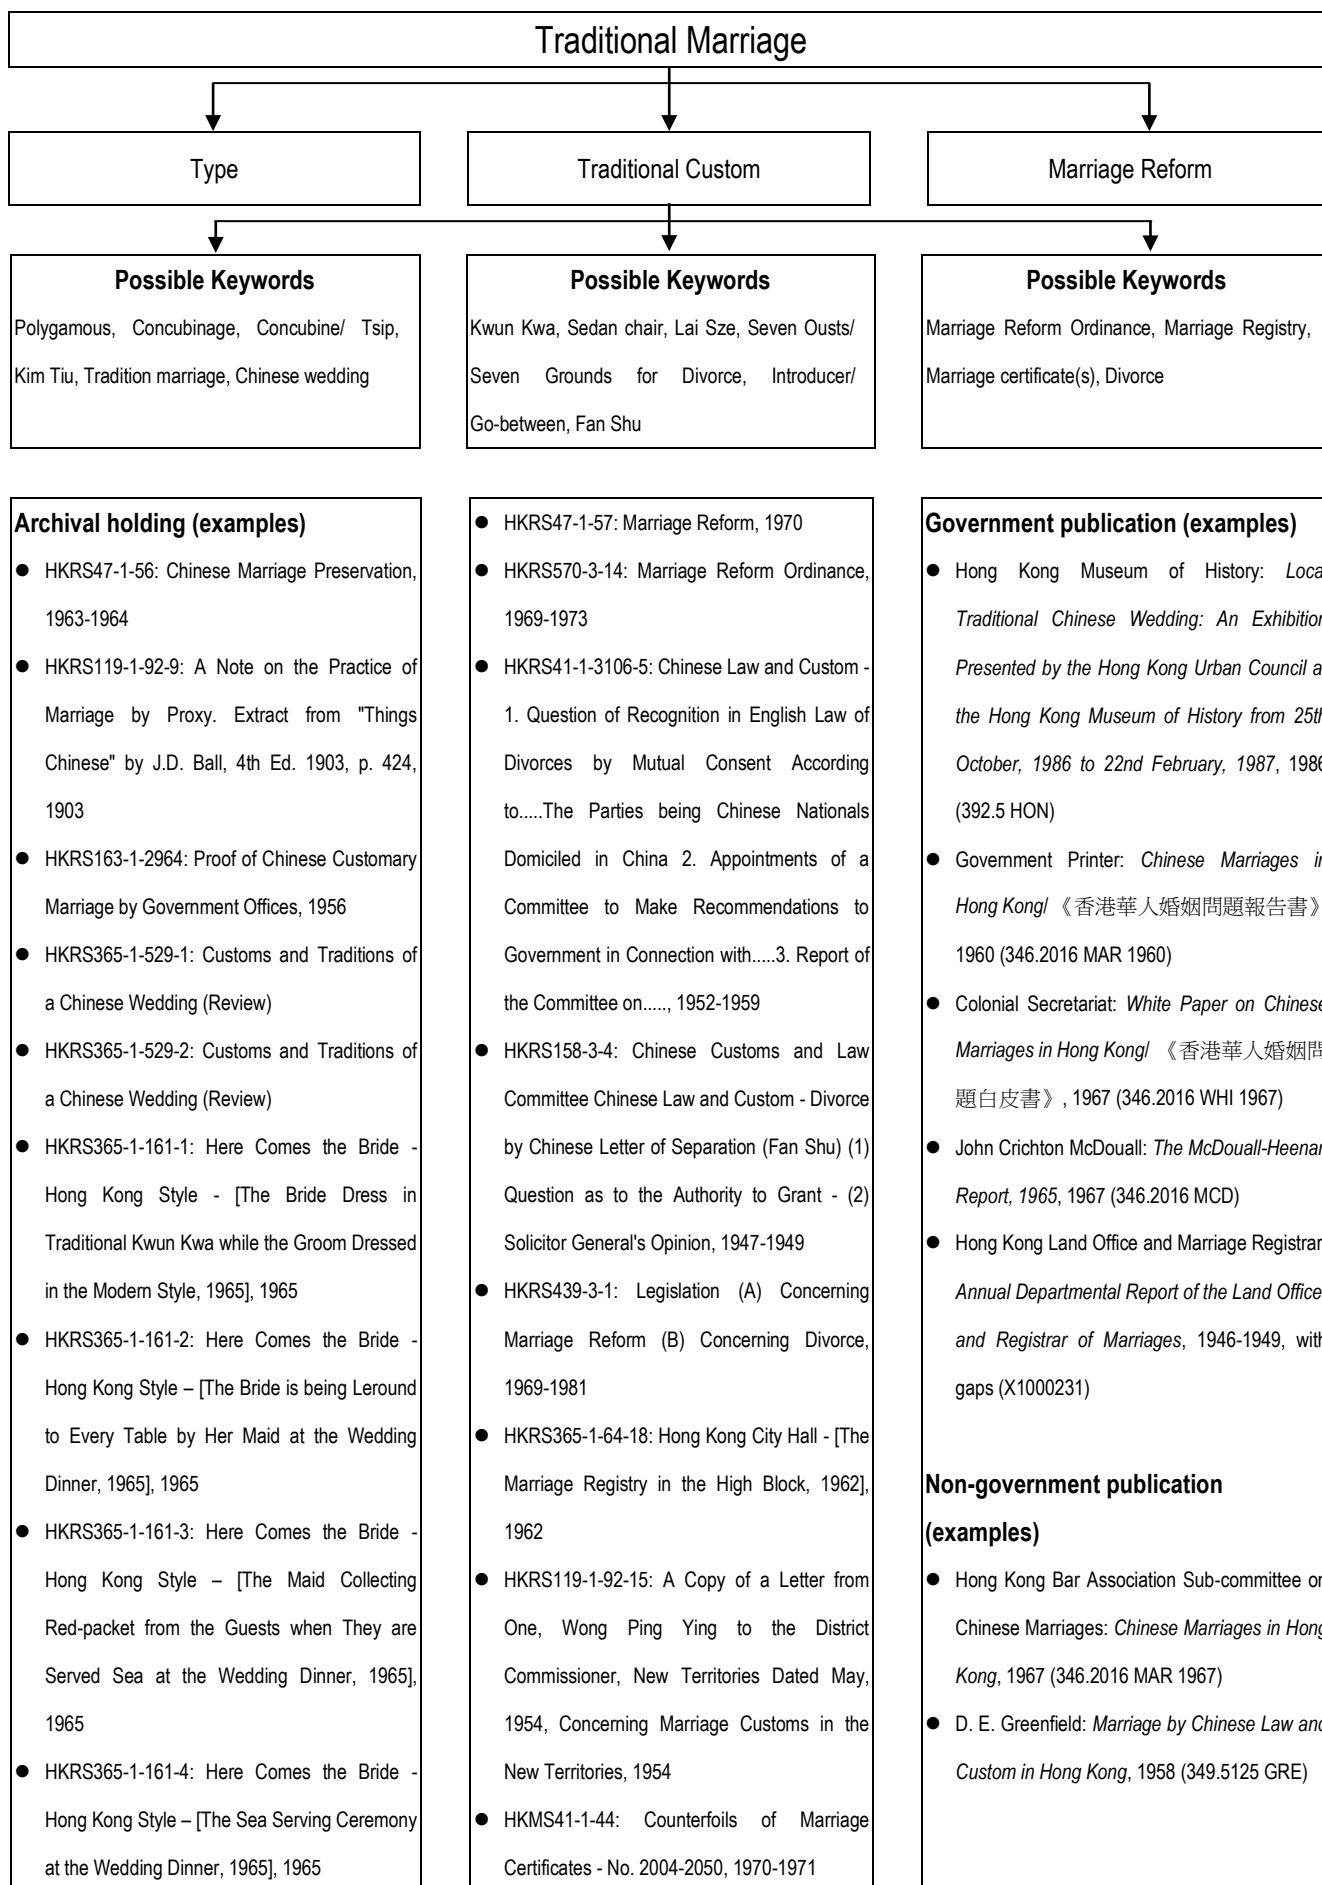 Traditional Marriage
Type
Traditional Custom
Marriage Reform
Possible Keywords
Polygamous, Concubinage, Concubine/ Tsip,
Kim Tiu, Tradition marriage, Chinese wedding
Possible Keywords
Kwun Kwa, Sedan chair, Lai Sze, Seven Ousts/
Seven Grounds for Divorce, Introducer/
Go-between, Fan Shu
Possible Keywords
Marriage Reform Ordinance, Marriage Registry,
Marriage certificate(s), Divorce
Archival holding (examples)
● HKRS47-1-56: Chinese Marriage Preservation,
1963-1964
● HKRS119-1-92-9: A Note on the Practice of
Marriage by Proxy. Extract from "Things
Chinese" by J.D. Ball, 4th Ed. 1903, p. 424,
1903
● HKRS163-1-2964: Proof of Chinese Customary
Marriage by Government Offices, 1956
● HKRS365-1-529-1: Customs and Traditions of
a Chinese Wedding (Review)
● HKRS365-1-529-2: Customs and Traditions of
a Chinese Wedding (Review)
● HKRS365-1-161-1: Here Comes the Bride -
Hong Kong Style - [The Bride Dress in
Traditional Kwun Kwa while the Groom Dressed
in the Modern Style, 1965], 1965
● HKRS365-1-161-2: Here Comes the Bride -
Hong Kong Style – [The Bride is being Leround
to Every Table by Her Maid at the Wedding
Dinner, 1965], 1965
● HKRS365-1-161-3: Here Comes the Bride -
Hong Kong Style – [The Maid Collecting
Red-packet from the Guests when They are
Served Sea at the Wedding Dinner, 1965],
1965
● HKRS365-1-161-4: Here Comes the Bride -
Hong Kong Style – [The Sea Serving Ceremony
at the Wedding Dinner, 1965], 1965
● HKRS47-1-57: Marriage Reform, 1970
● HKRS570-3-14: Marriage Reform Ordinance,
1969-1973
● HKRS41-1-3106-5: Chinese Law and Custom -
1. Question of Recognition in English Law of
Divorces by Mutual Consent According
to.....The Parties being Chinese Nationals
Domiciled in China 2. Appointments of a
Committee to Make Recommendations to
Government in Connection with.....3. Report of
the Committee on....., 1952-1959
● HKRS158-3-4: Chinese Customs and Law
Committee Chinese Law and Custom - Divorce
by Chinese Letter of Separation (Fan Shu) (1)
Question as to the Authority to Grant - (2)
Solicitor General's Opinion, 1947-1949
● HKRS439-3-1: Legislation (A) Concerning
Marriage Reform (B) Concerning Divorce,
1969-1981
● HKRS365-1-64-18: Hong Kong City Hall - [The
Marriage Registry in the High Block, 1962],
1962
● HKRS119-1-92-15: A Copy of a Letter from
One, Wong Ping Ying to the District
Commissioner, New Territories Dated May,
1954, Concerning Marriage Customs in the
New Territories, 1954
● HKMS41-1-44: Counterfoils of Marriage
Certificates - No. 2004-2050, 1970-1971
Government publication (examples)
● Hong Kong Museum of History: Loca
Traditional Chinese Wedding: An Exhibition
Presented by the Hong Kong Urban Council a
the Hong Kong Museum of History from 25th
October, 1986 to 22nd February, 1987, 1986
(392.5 HON)
● Government Printer: Chinese Marriages in
Hong Kong/ 《香港華人婚姻問題報告書》
1960 (346.2016 MAR 1960)
● Colonial Secretariat: White Paper on Chinese
Marriages in Hong Kong/ 《香港華人婚姻問
題白皮書》, 1967 (346.2016 WHI 1967)
● John Crichton McDouall: The McDouall-Heenan
Report, 1965, 1967 (346.2016 MCD)
● Hong Kong Land Office and Marriage Registrar
Annual Departmental Report of the Land Office
and Registrar of Marriages, 1946-1949, with
gaps (X1000231)
Non-government publication
(examples)
● Hong Kong Bar Association Sub-committee on
Chinese Marriages: Chinese Marriages in Hong
Kong, 1967 (346.2016 MAR 1967)
● D. E. Greenfield: Marriage by Chinese Law and
Custom in Hong Kong, 1958 (349.5125 GRE)